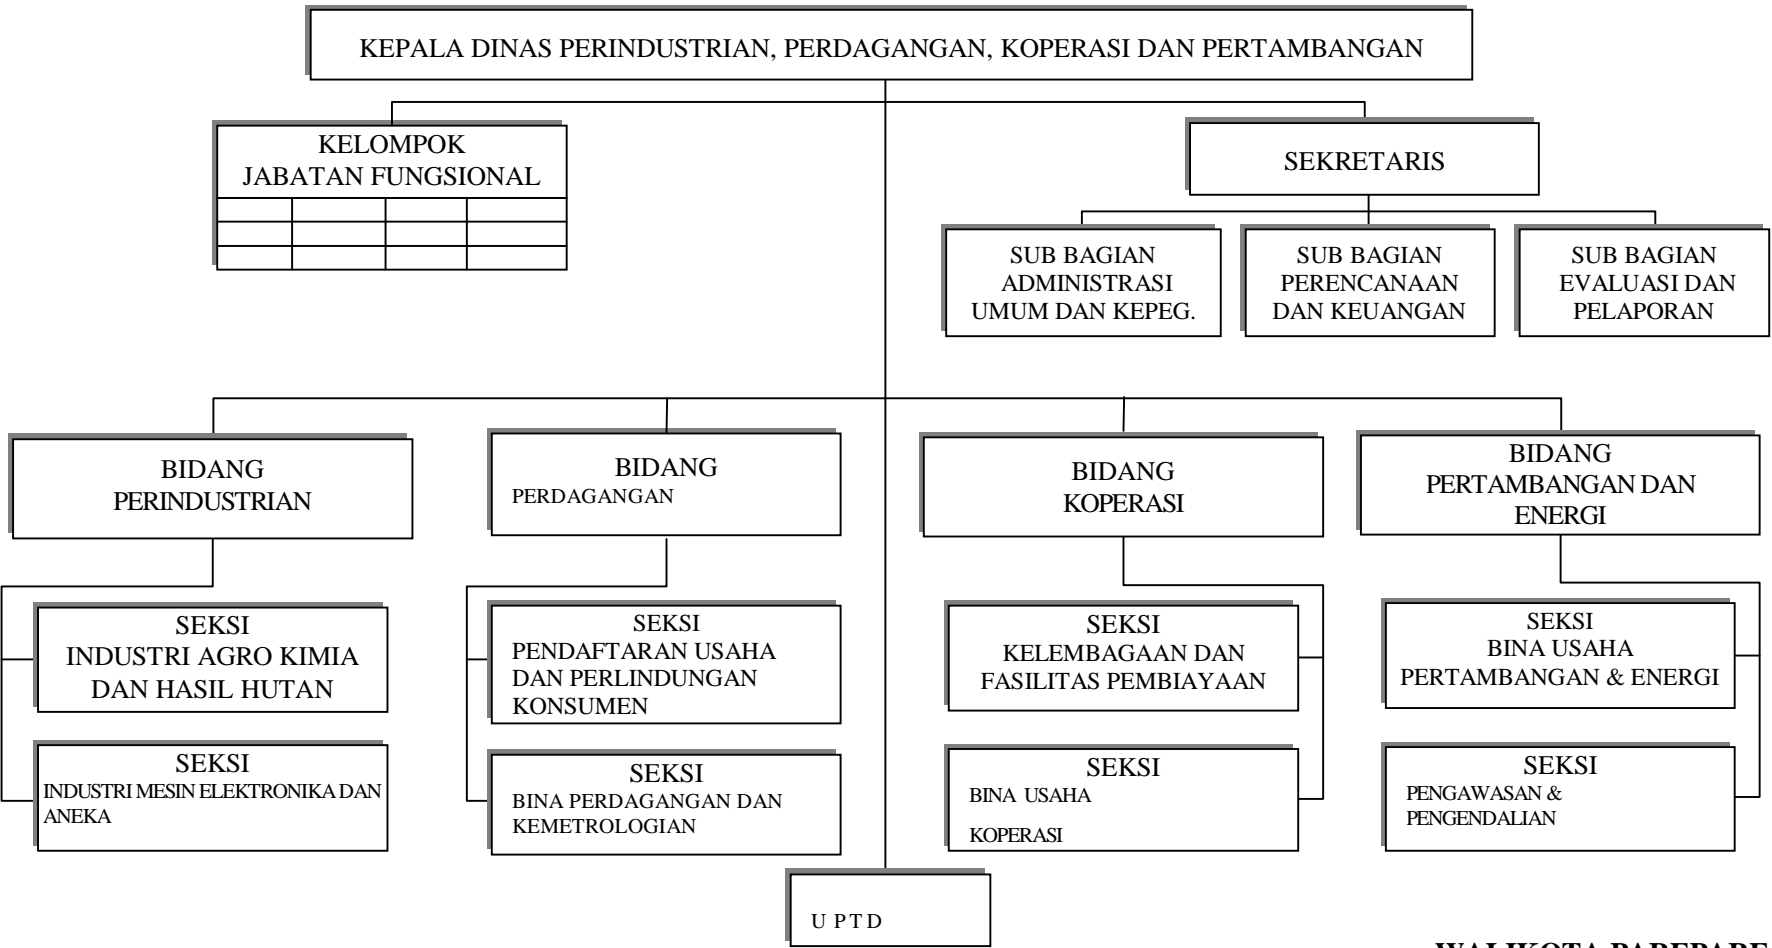 KEPALA DINAS PERINDUSTRIAN, PERDAGANGAN, KOPERASI DAN PERTAMBANGAN
KELOMPOK
JABATAN FUNGSIONAL
SEKRETARIS
SUB BAGIAN
ADMINISTRASI
UMUM DAN KEPEG.
SUB BAGIAN
PERENCANAAN
DAN KEUANGAN
SUB BAGIAN
EVALUASI DAN
PELAPORAN
BIDANG
PERINDUSTRIAN
BIDANG
PERDAGANGAN
BIDANG
KOPERASI
BIDANG
PERTAMBANGAN DAN
ENERGI
SEKSI
INDUSTRI AGRO KIMIA
DAN HASIL HUTAN
SEKSI
PENDAFTARAN USAHA
DAN PERLINDUNGAN
KONSUMEN
SEKSI
KELEMBAGAAN DAN
FASILITAS PEMBIAYAAN
SEKSI
BINA USAHA
PERTAMBANGAN & ENERGI
SEKSI
INDUSTRI MESIN ELEKTRONIKA DAN
ANEKA
SEKSI
BINA PERDAGANGAN DAN
KEMETROLOGIAN
SEKSI
BINA USAHA
KOPERASI
SEKSI
PENGAWASAN &
PENGENDALIAN
U P T D
WALIKOTA PAREPARE